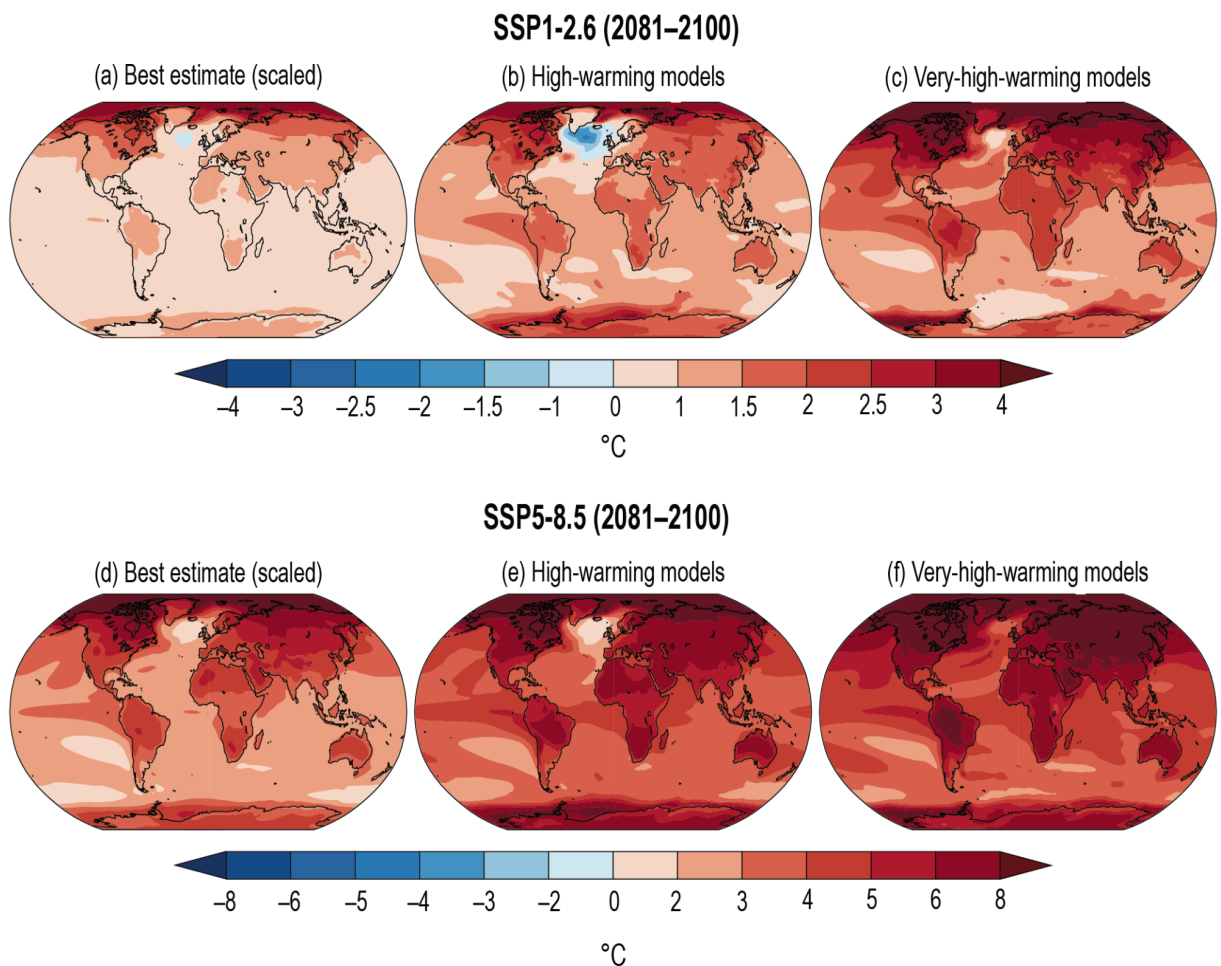 SSP1-2.6 (2081–2100)
(a) Best estimate (scaled) (b) High-warming models (c) Very-high-warming models
–4 –3 –2.5 –2 –1.5 –1 0 1 1.5 2 2.5 3 4
°C
SSP5-8.5 (2081–2100)
(d) Best estimate (scaled) (e) High-warming models (f) Very-high-warming models
–8 –6 –5 –4 –3 –2 0 2 3 4 5 6 8
°C